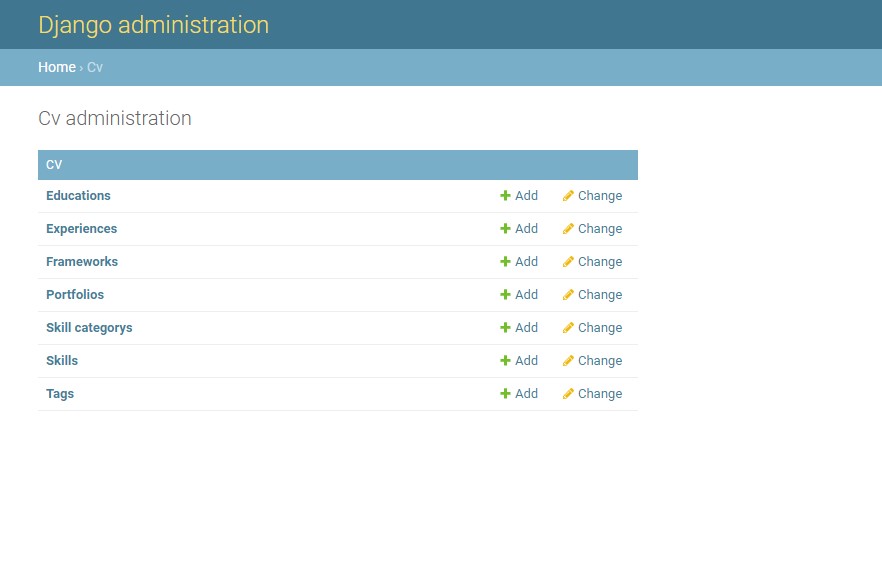 Django administration
Home › Cv
Cv administration
CV
Educations Add Change
Experiences Add Change
Frameworks Add Change
Portfolios Add Change
Skill categorys Add Change
Skills Add Change
Tags Add Change